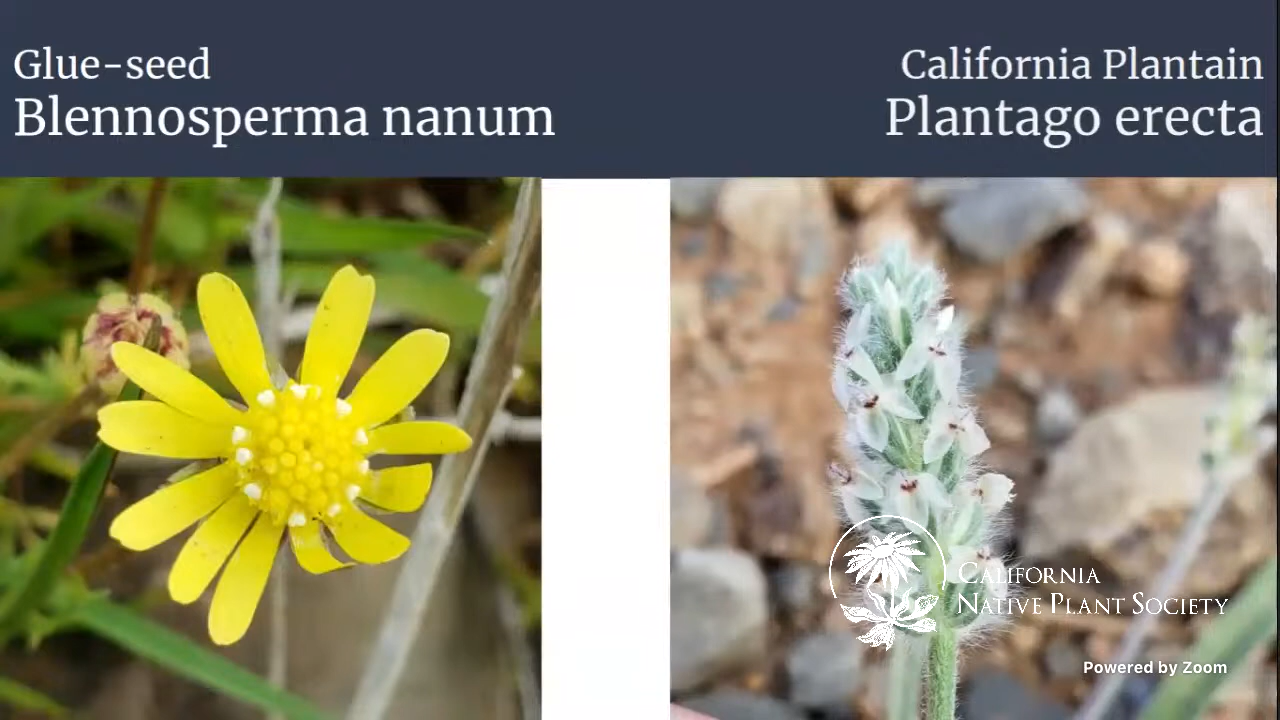 Glue-seed
Blennosperma nanum
California Plantain
Plantago erecta
California
Native Plant Society
Powered by Zoom